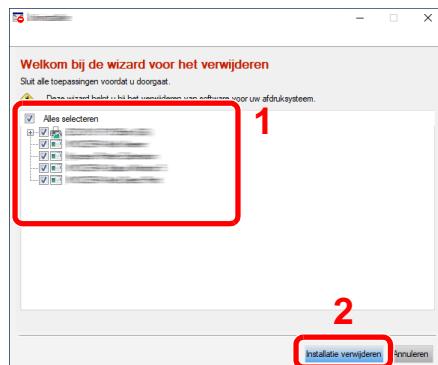 Welkom bij de wizard voor het verwijderen
Sluit alle toepassingen voordat u doorgaat.
Deze wizard helpt u bij het verwijderen van software voor uw afdruksysteem.
1
Alles selecteren
2
Installatie verwijderen
Annuleren